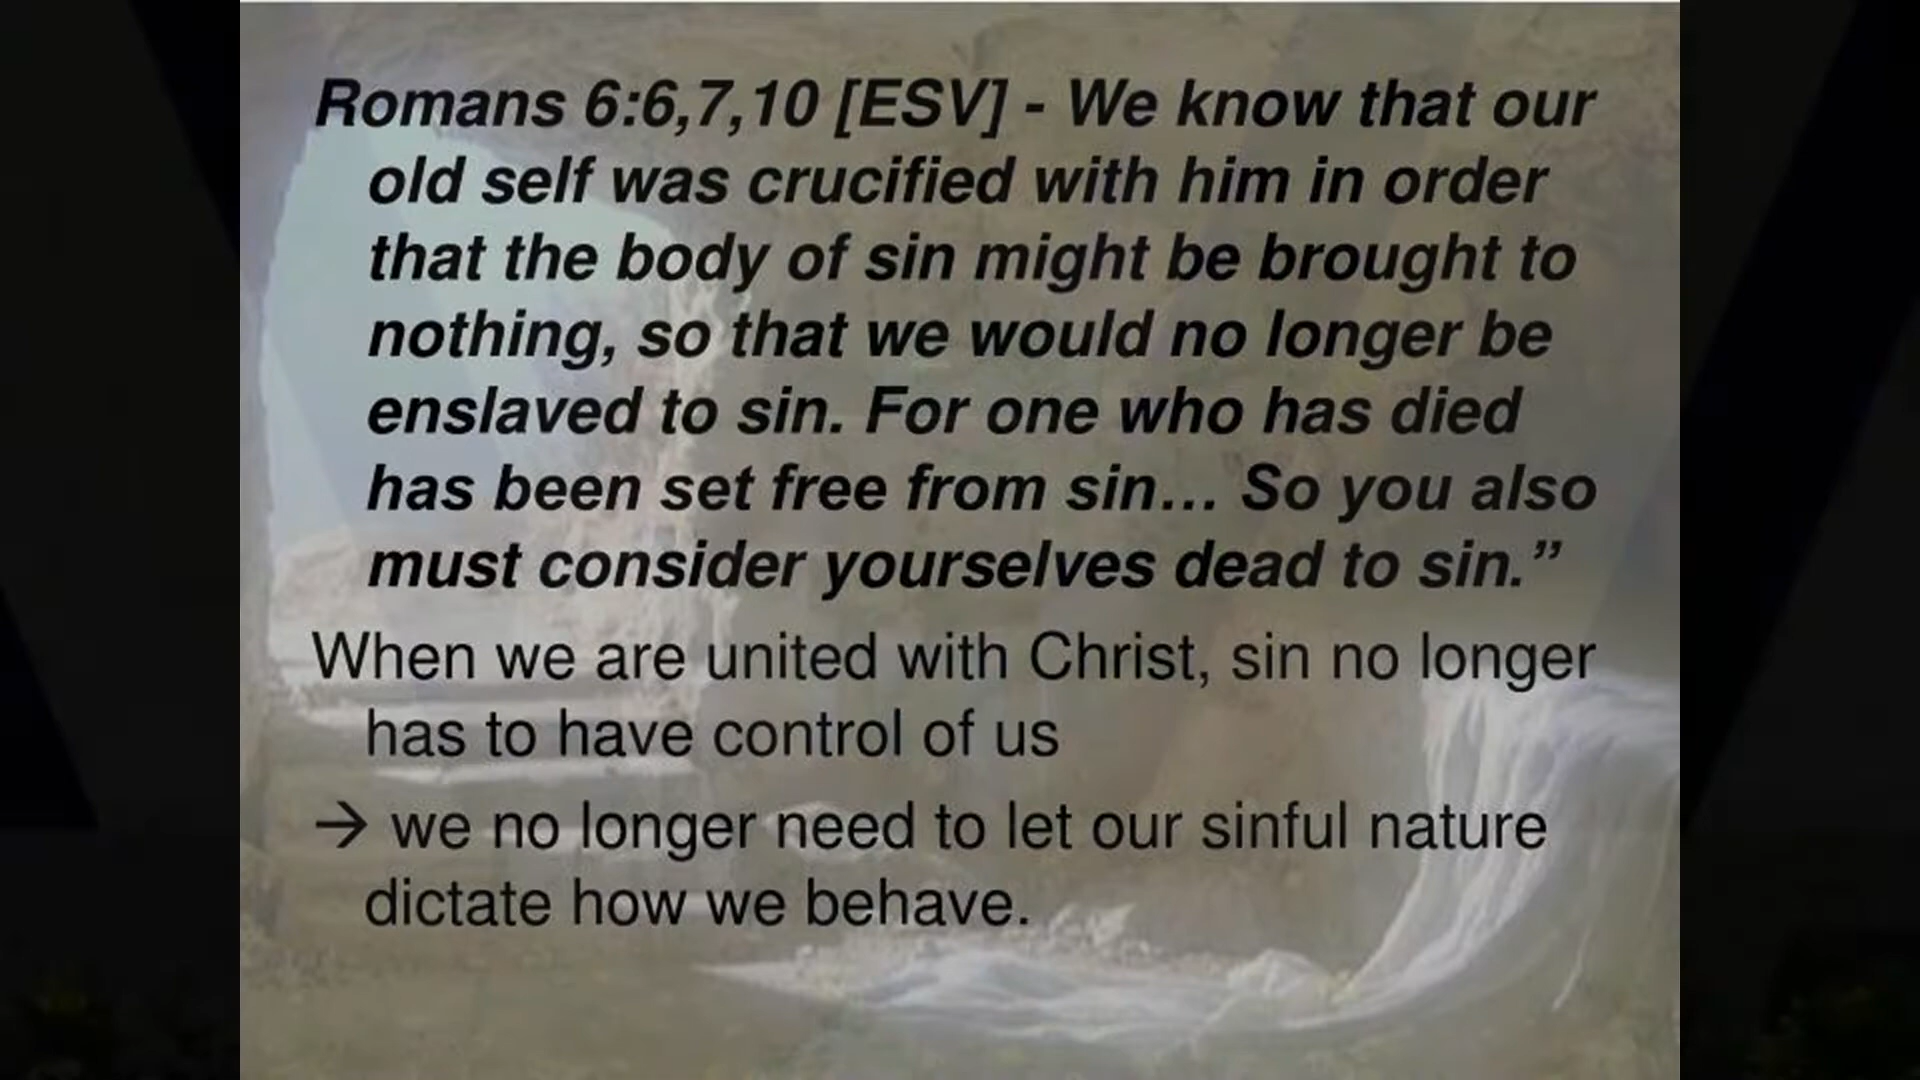 Romans 6:6,7,10 [ESV] - We know that our
old self was crucified with him in order
that the body of sin might be brought to
nothing, so that we would no longer be
enslaved to sin. For one who has died
has been set free from sin… So you also
must consider yourselves dead to sin.”
When we are united with Christ, sin no longer
has to have control of us
→ we no longer need to let our sinful nature
dictate how we behave.